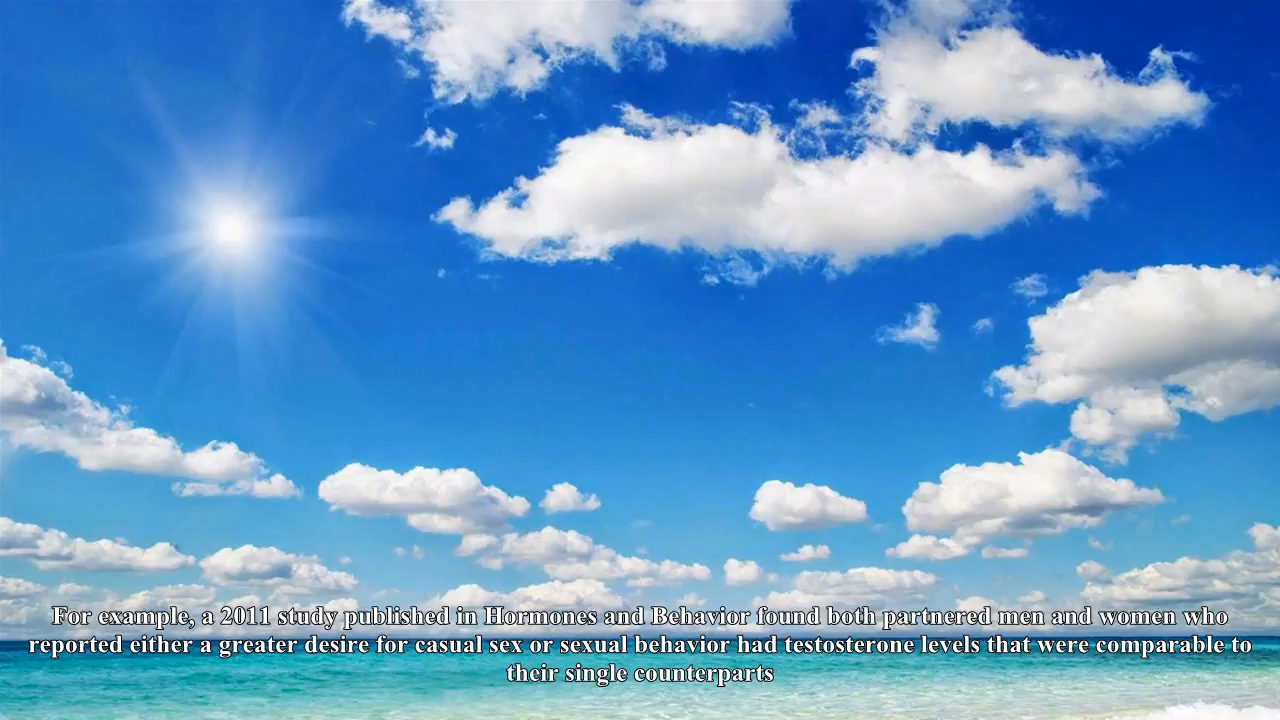 For example, a 2011 study published in Hormones and Behavior found both partnered men and women who
reported either a greater desire for casual sex or sexual behavior had testosterone levels that were comparable to
their single counterparts